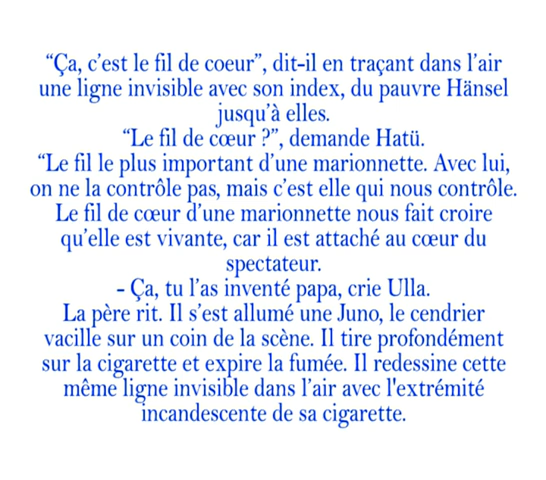 “Ça, c’est le fil de coeur”, dit-il en traçant dans l’air
une ligne invisible avec son index, du pauvre Hänsel
jusqu’à elles.
“Le fil de cœur ?”, demande Hatü.
“Le fil le plus important d’une marionnette. Avec lui,
on ne la contrôle pas, mais c’est elle qui nous contrôle.
Le fil de cœur d’une marionnette nous fait croire
qu’elle est vivante, car il est attaché au cœur du
spectateur.
- Ça, tu l’as inventé papa, crie Ulla.
La père rit. Il s’est allumé une Juno, le cendrier
vacille sur un coin de la scène. Il tire profondément
sur la cigarette et expire la fumée. Il redessine cette
même ligne invisible dans l’air avec l'extrémité
incandescente de sa cigarette.